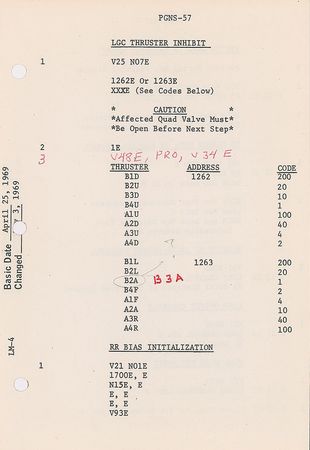 PGNS-57
LGC THRUSTER INHIBIT
1 V25 N07E
1262E Or 1263E
XXXE (See Codes Below)
* CAUTION *
*Affected Quad Valve Must*
*Be Open Before Next Step*
2 1E
3 V48E, PRO, V34E
THRUSTER ADDRESS CODE
B1D 1262 200
B2U 20
B3D 10
B4U 1
A1U 100
A2D 40
A3U 4
A4D 2
?
B1L 1263 200
B2L 20
B2A B3A 1
B4F 2
A1F 4
A2A 10
A3R 40
A4R 100
RR BIAS INITIALIZATION
1 V21 N01E
1700E, E
N15E, E
E, E
E, E
V93E
Basic Date April 25, 1969
Changed 3, 1969
LM-4